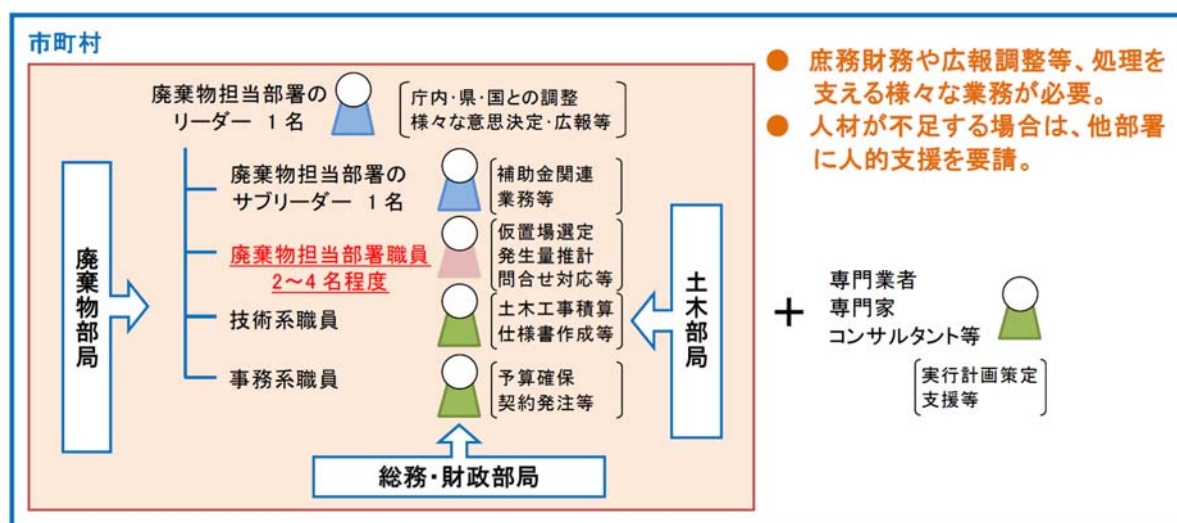 市町村
廃棄物担当部署の
リーダー 1名
庁内・県・国との調整
様々な意思決定・広報等
廃棄物担当部署の
サブリーダー 1名
補助金関連
業務等
廃棄物担当部署職員
2～4名程度
仮置場選定
発生量推計
問合せ対応等
技術系職員
土木工事積算
仕様書作成等
事務系職員
予算確保
契約発注等
廃棄物部局
土木部局
総務・財政部局
● 庶務財務や広報調整等、処理を
支える様々な業務が必要。
● 人材が不足する場合は、他部署
に人的支援を要請。
＋
専門業者
専門家
コンサルタント等
実行計画策定
支援等